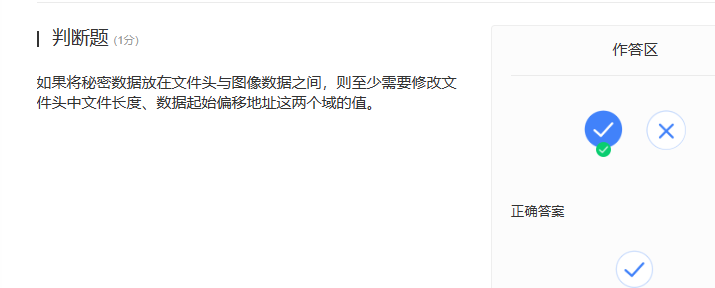 判断题 (1分)
如果将秘密数据放在文件头与图像数据之间，则至少需要修改文
件头中文件长度、数据起始偏移地址这两个域的值。
作答区
正确答案